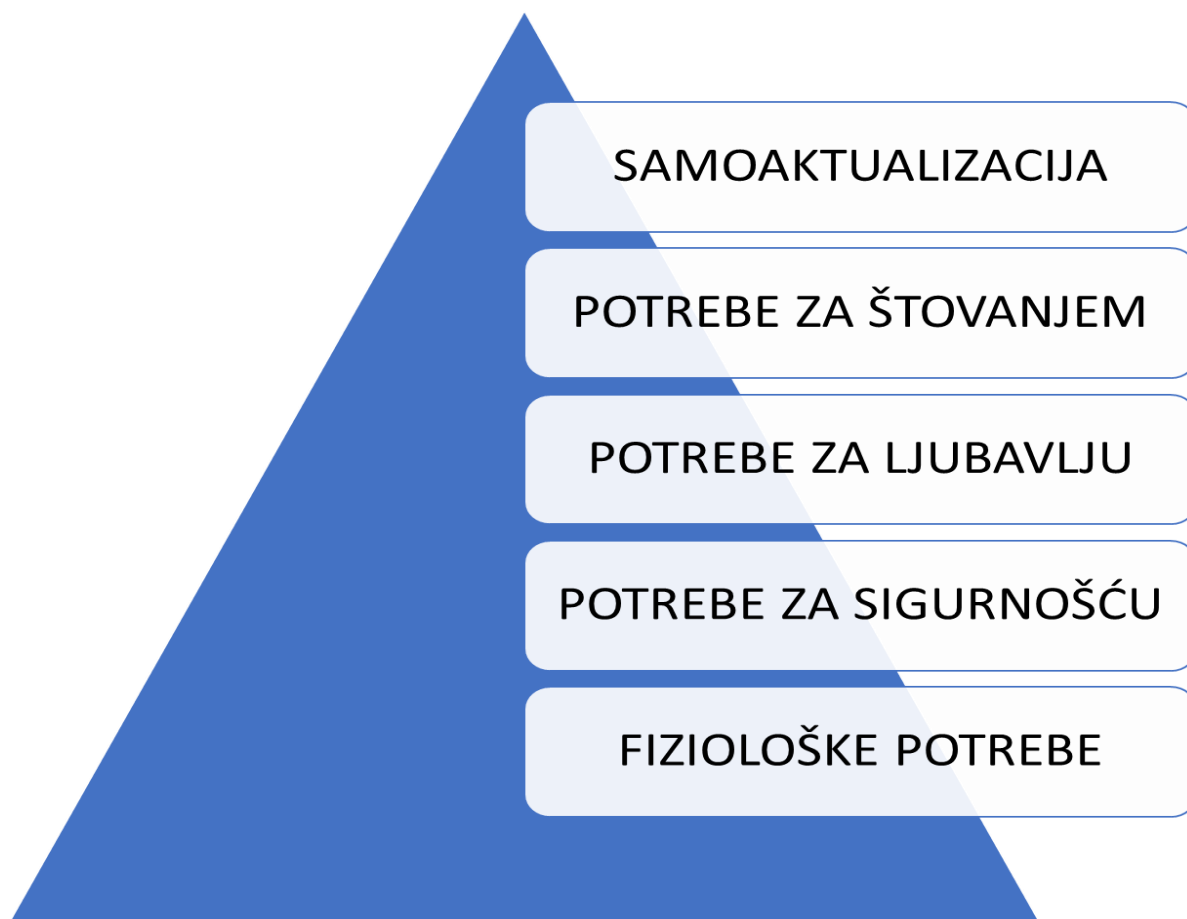 SAMOAKTUALIZACIJA
POTREBE ZA ŠTOVANJEM
POTREBE ZA LJUBAVLJU
POTREBE ZA SIGURNOŠĆU
FIZIOLOŠKE POTREBE